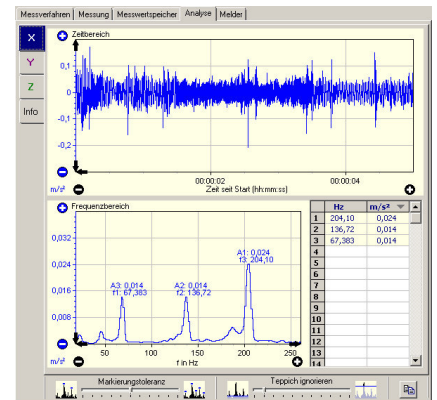 Messverfahren Messung Messwertspeicher Analyse Melder
X
Y
Z
Info
Zeitbereich
0,1
0
-0,1
-0,2
m/s²
00:00:02
00:00:04
Zeit seit Start (hh:mm:ss)
Frequenzbereich
0,032
0,024
0,016
0,008
m/s²
A1: 0,024
f3: 204,10
A3: 0,014
f1: 67,383
A2: 0,014
f2: 136,72
50 100 150 200 250
f in Hz
Hz m/s²
1 204,10 0,024
2 136,72 0,014
3 67,383 0,014
4
5
6
7
8
9
10
11
12
13
14
Markierungstoleranz
Teppich ignorieren